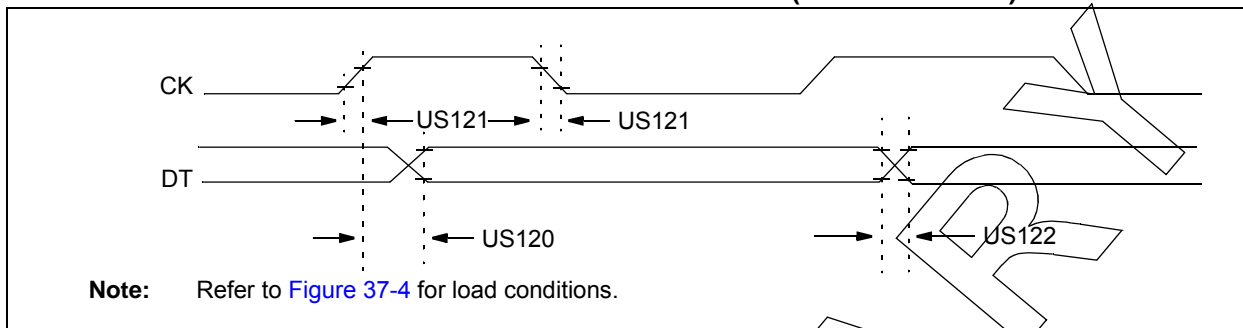 CK
US121
US121
DT
US120
US122
Note: Refer to Figure 37-4 for load conditions.